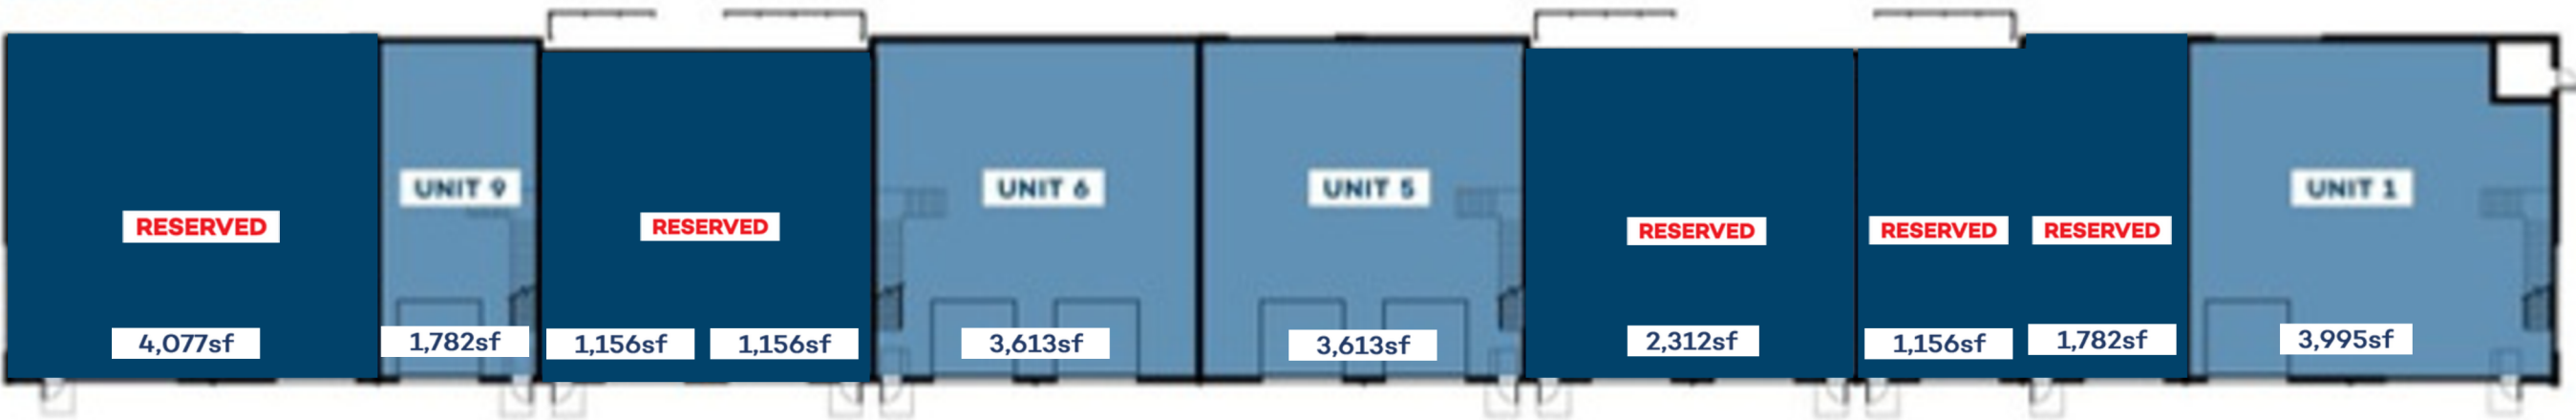 UNIT 9
UNIT 6
UNIT 5
UNIT 1
RESERVED
RESERVED
RESERVED
RESERVED
RESERVED
4,077sf
1,782sf
1,156sf
1,156sf
3,613sf
3,613sf
2,312sf
1,156sf
1,782sf
3,995sf